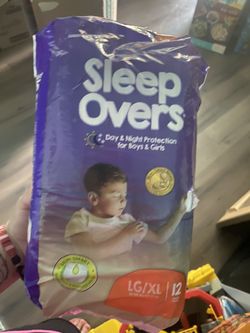 Sleep
Overs
Day & Night Protection
for Boys & Girls
LG/XL
12